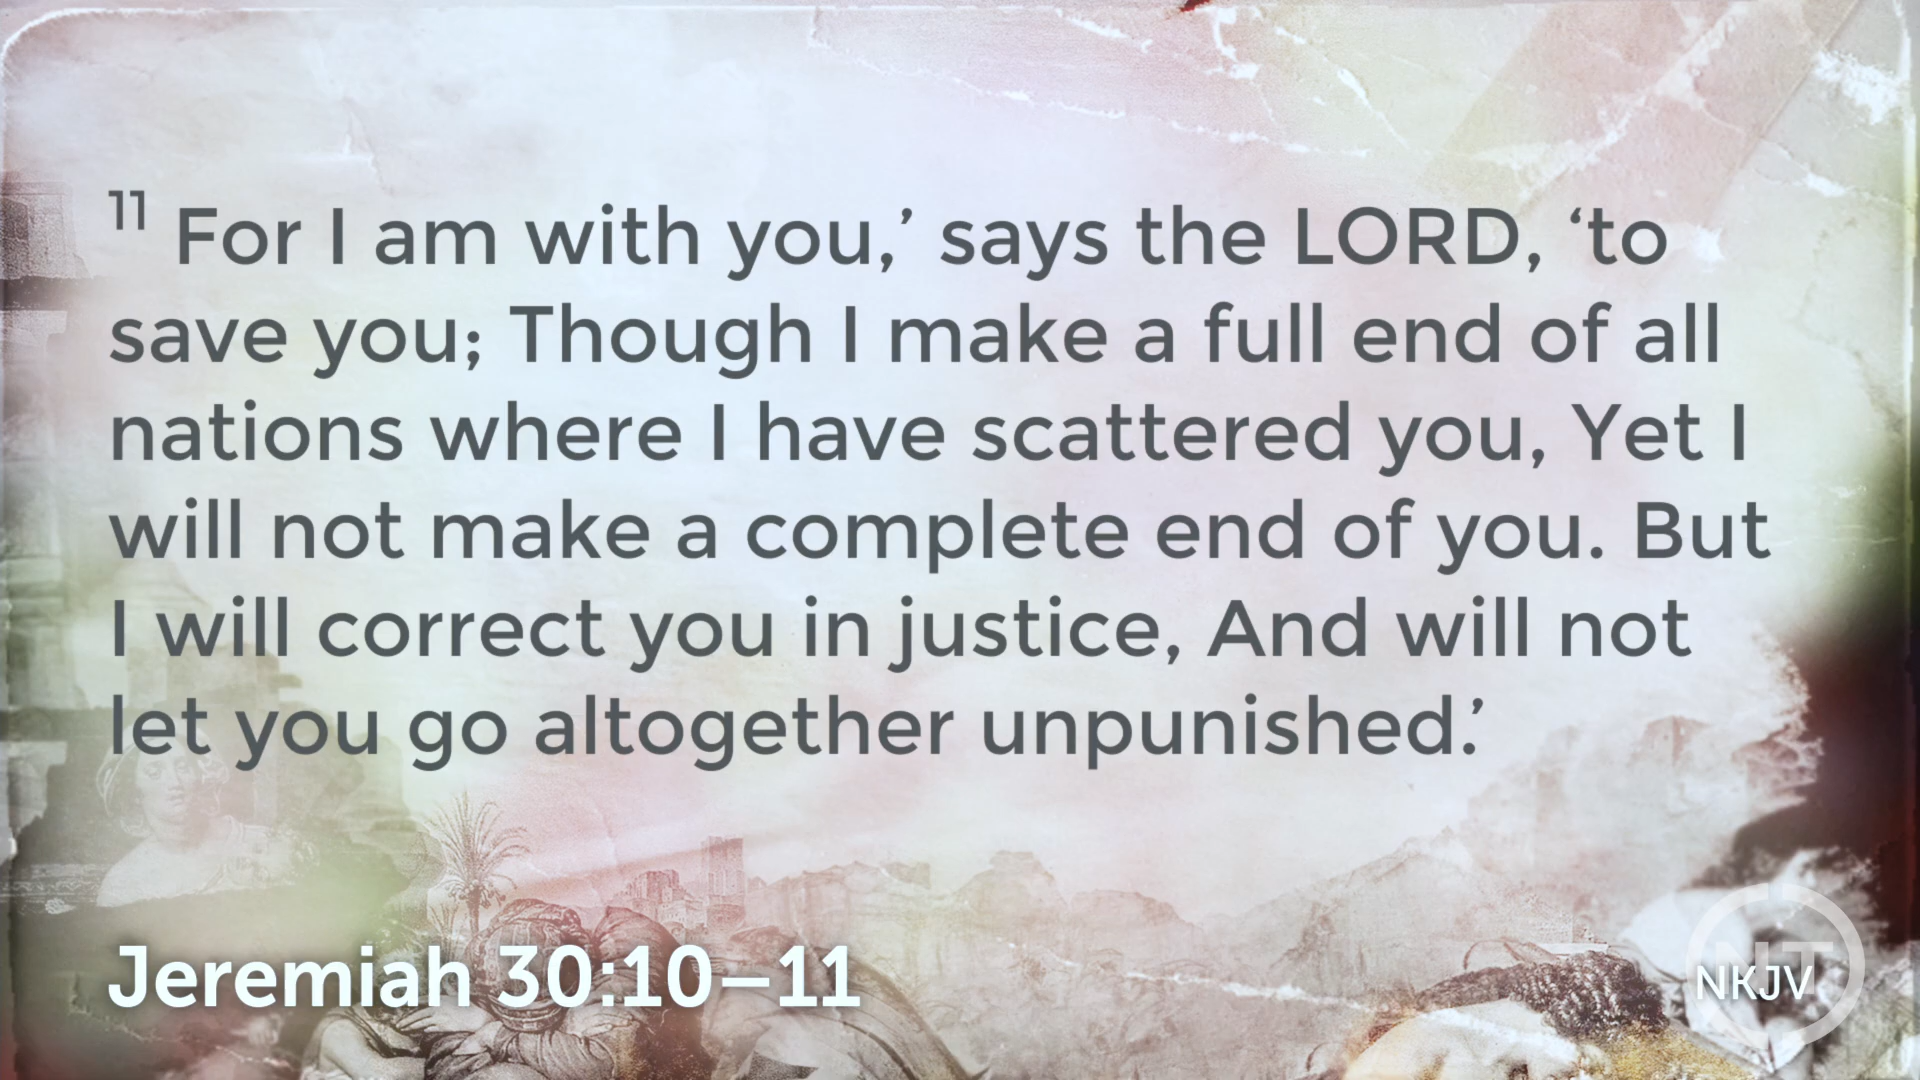 11 For I am with you,’ says the LORD, ‘to
save you; Though I make a full end of all
nations where I have scattered you, Yet I
will not make a complete end of you. But
I will correct you in justice, And will not
let you go altogether unpunished.’
Jeremiah 30:10–11
NT
NKJV